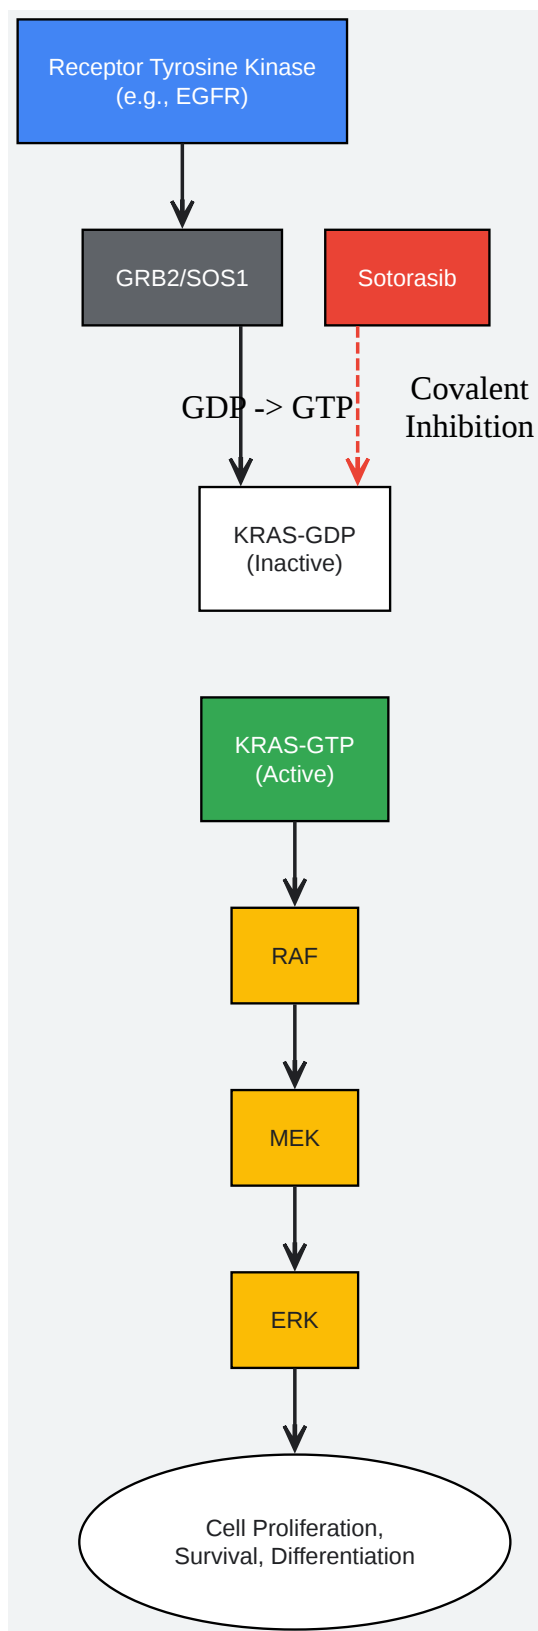 Receptor Tyrosine Kinase
(e.g., EGFR)
GRB2/SOS1
Sotorasib
GDP -> GTP
Covalent
Inhibition
KRAS-GDP
(Inactive)
KRAS-GTP
(Active)
RAF
MEK
ERK
Cell Proliferation,
Survival, Differentiation